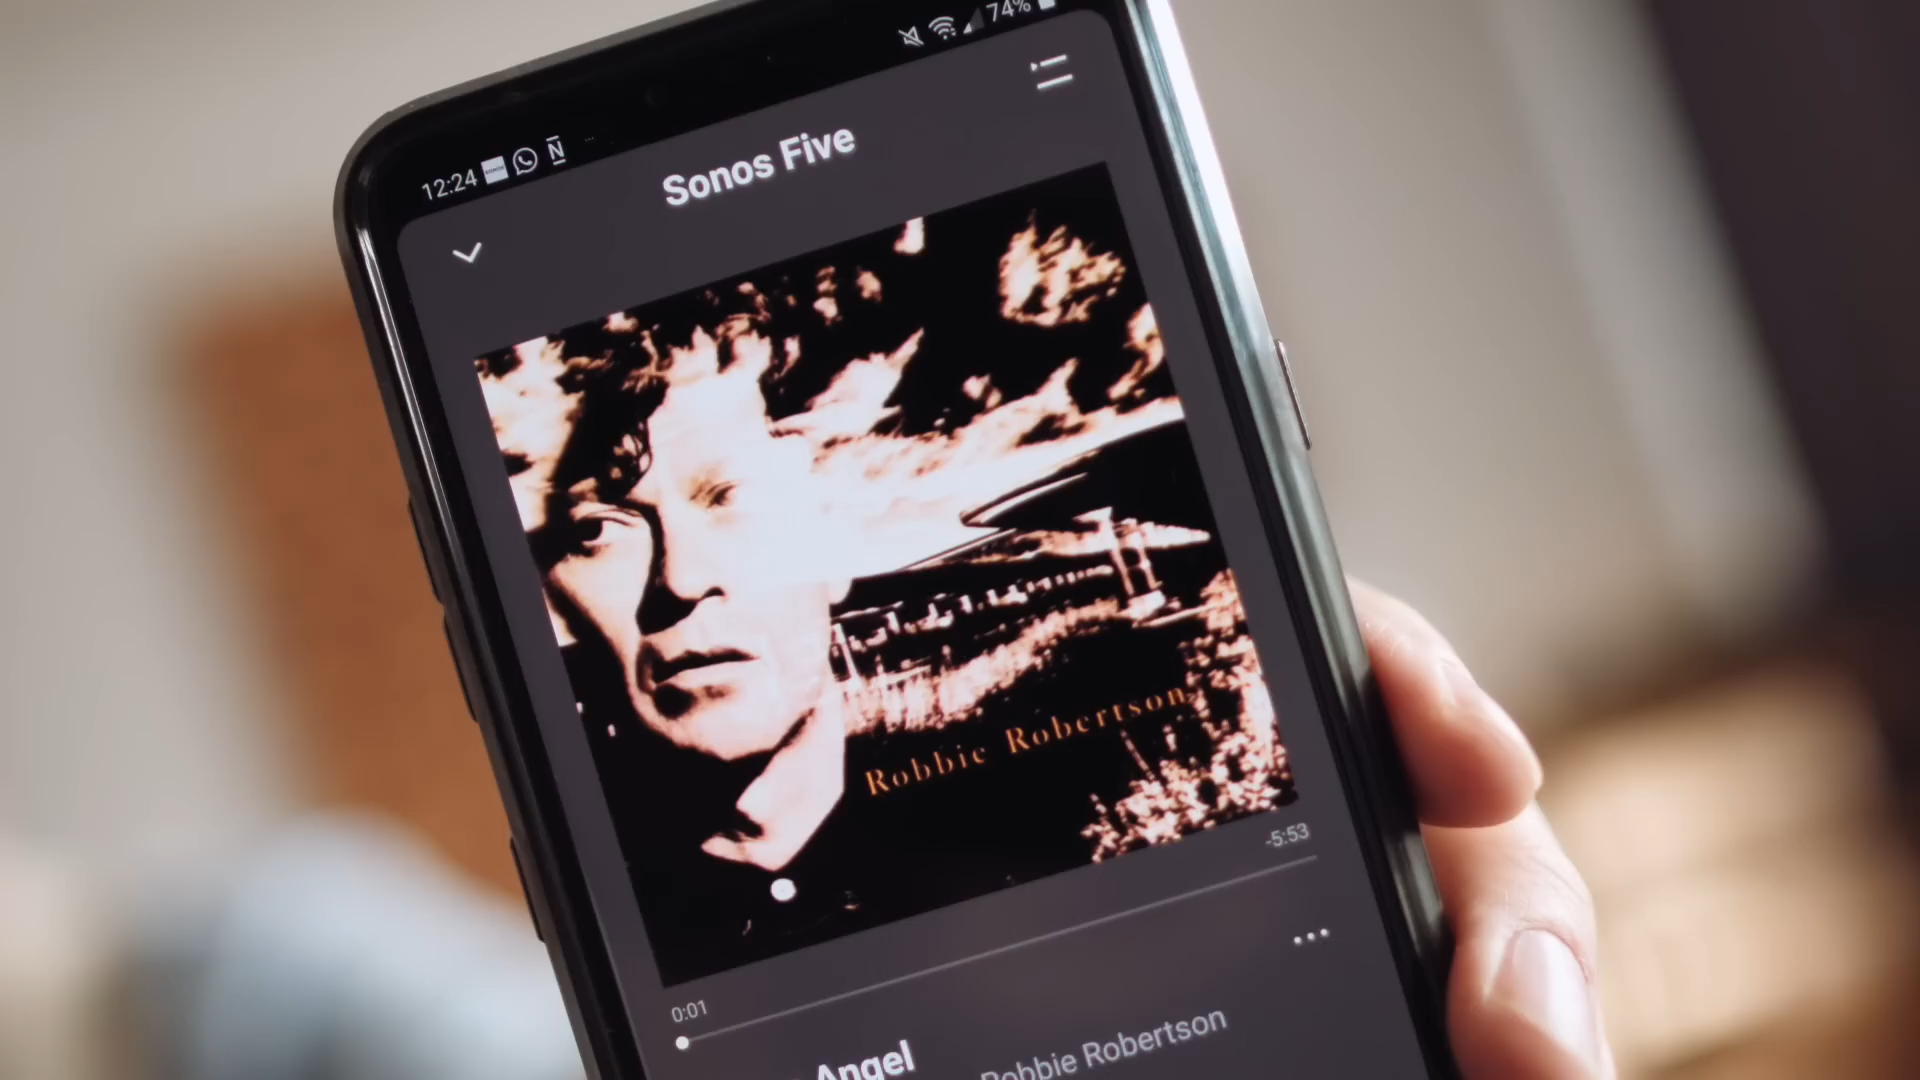 12:24 N 74%
Sonos Five
Robbie Robertson
-5:53
0:01
Angel
Robbie Robertson